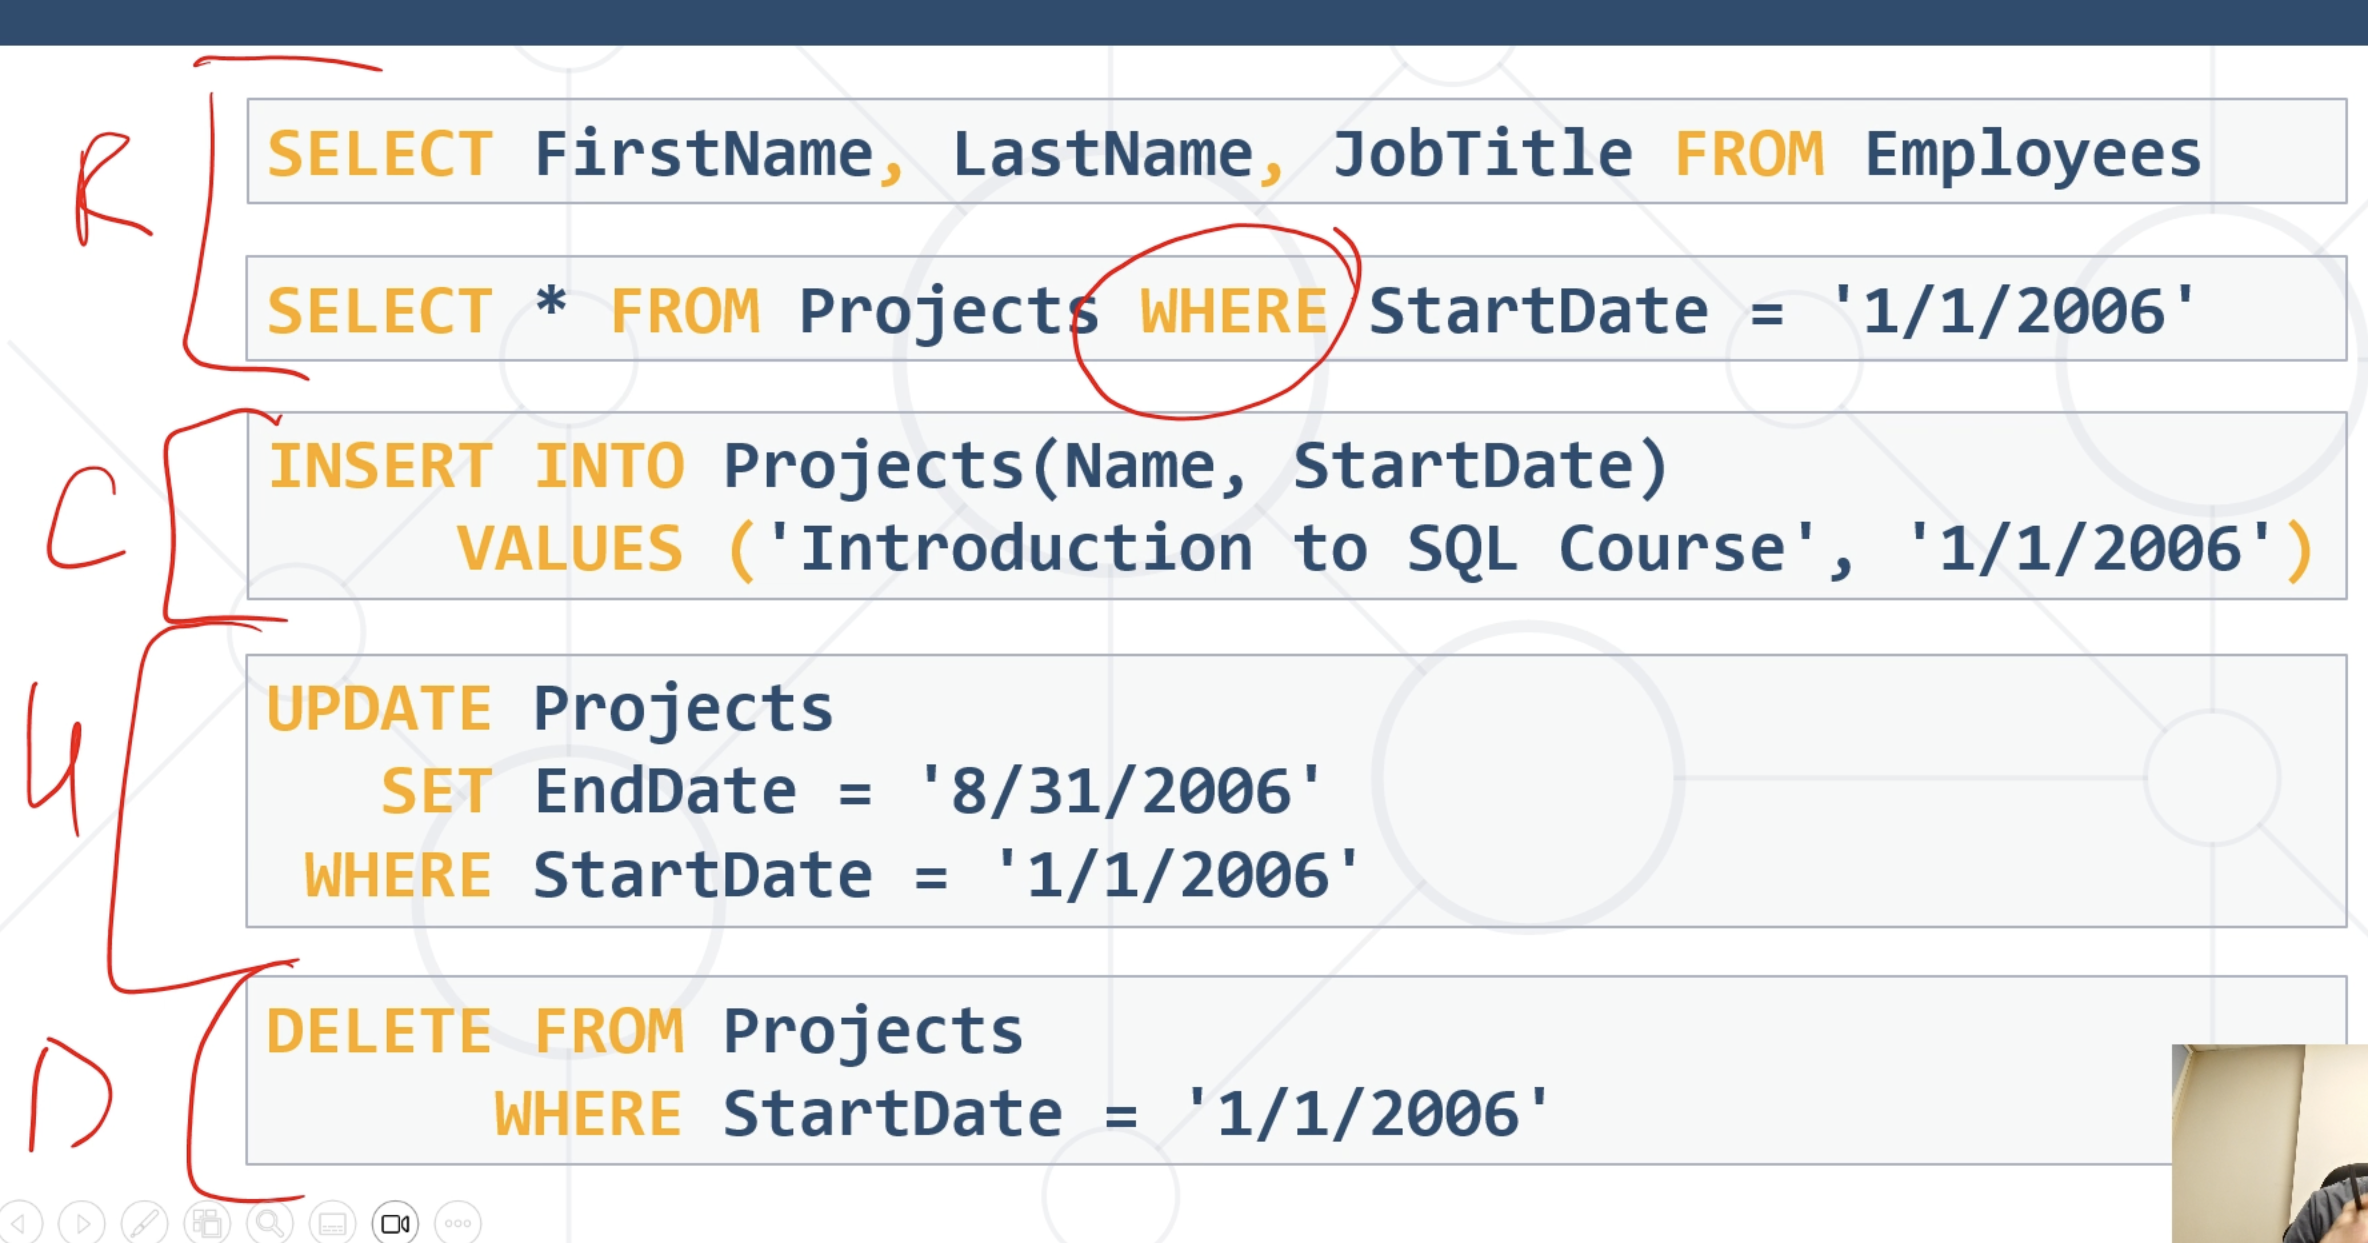 R
SELECT FirstName, LastName, JobTitle FROM Employees
SELECT * FROM Projects WHERE StartDate = '1/1/2006'
C
INSERT INTO Projects(Name, StartDate)
VALUES ('Introduction to SQL Course', '1/1/2006')
U
UPDATE Projects
SET EndDate = '8/31/2006'
WHERE StartDate = '1/1/2006'
D
DELETE FROM Projects
WHERE StartDate = '1/1/2006'